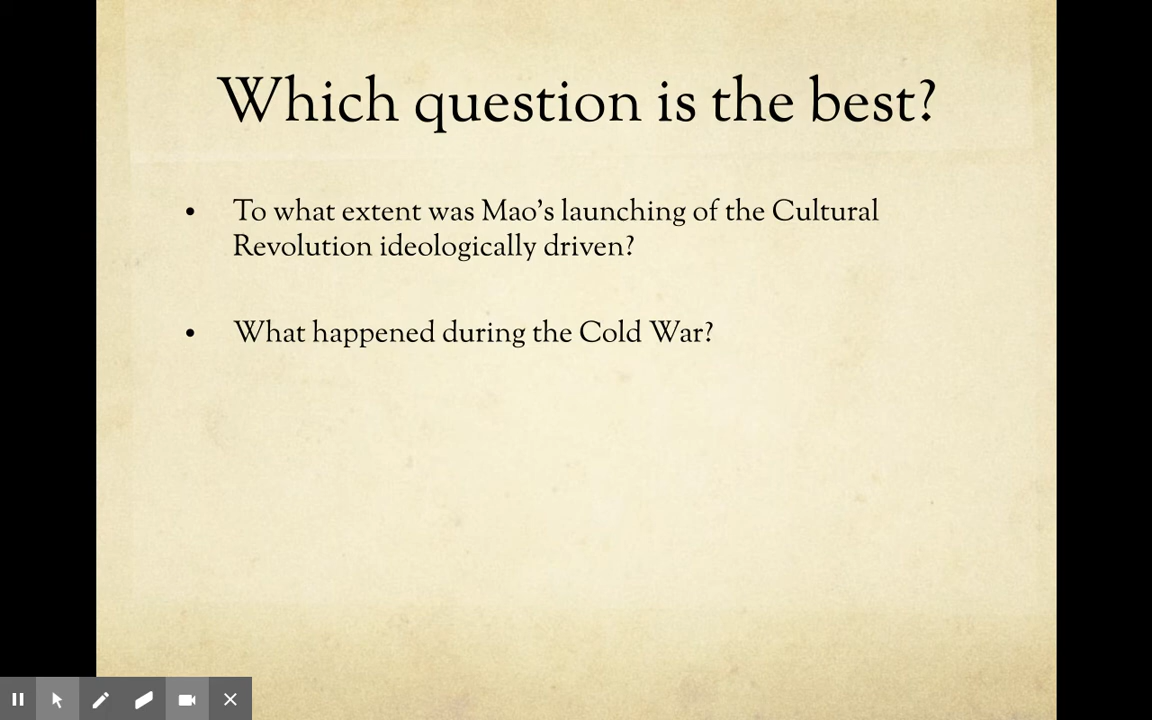 Which question is the best?
• To what extent was Mao’s launching of the Cultural
Revolution ideologically driven?
• What happened during the Cold War?